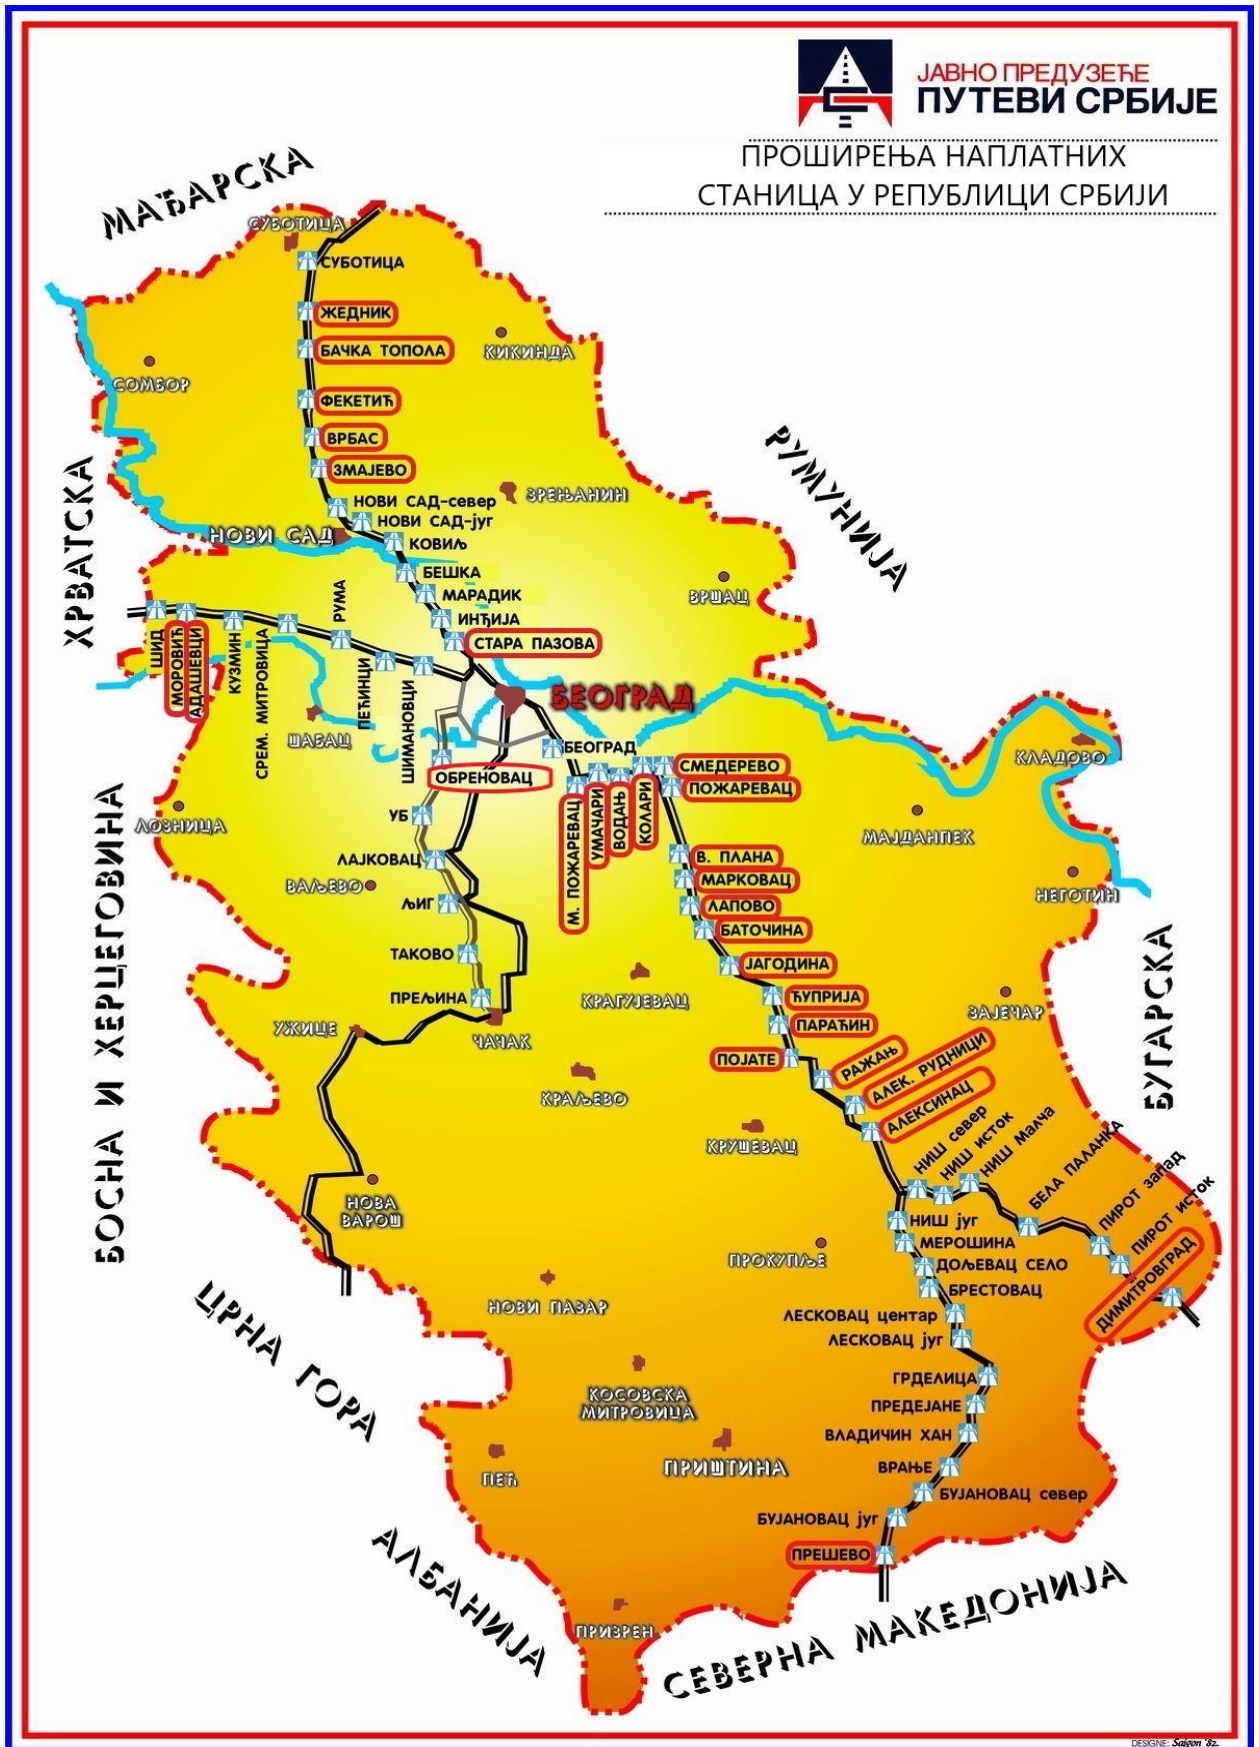 ЈАВНО ПРЕДУЗЕЋЕ
ПУТЕВИ СРБИЈЕ
ПРОШИРЕЊА НАПЛАТНИХ
СТАНИЦА У РЕПУБЛИЦИ СРБИЈИ
МАЂАРСКА
СУБОТИЦА
СУБОТИЦА
ЖЕДНИК
КИКИНДА
БАЧКА ТОПОЛА
СОМБОР
ФЕКЕТИЋ
ВРБАС
ЗМАЈЕВО
РУМУНИЈА
ХРВАТСКА
ЗРЕЊАНИН
НОВИ САД-север
НОВИ САД-југ
НОВИ САД
КОВИЉ
БЕШКА
ВРШАЦ
МАРАДИК
ИНЂИЈА
СТАРА ПАЗОВА
ШИД
МОРОВИЋ
АДАШЕВЦИ
КУЗМИН
СРЕМ. МИТРОВИЦА
РУМА
ПЕЋИНЦИ
ШИМАНОВЦИ
БЕОГРАД
ШАБАЦ
БЕОГРАД
КЛАДОВО
СМЕДЕРЕВО
ОБРЕНОВАЦ
ПОЖАРЕВАЦ
М. ПОЖАРЕВАЦ
УМЧАРИ
ВОДАЊ
КОЛАРИ
УБ
ЛОЗНИЦА
МАЈДАНПЕК
ЛАЈКОВАЦ
В. ПЛАНА
МАРКОВАЦ
ВАЉЕВО
НЕГОТИН
ЉИГ
ЛАПОВО
БАТОЧИНА
ТАКОВО
ЈАГОДИНА
КРАГУЈЕВАЦ
ПРЕЉИНА
ЋУПРИЈА
ЗАЈЕЧАР
УЖИЦЕ
ЧАЧАК
ПАРАЋИН
ПОЈАТЕ
РАЖАЊ
АЛЕК. РУДНИЦИ
АЛЕКСИНАЦ
КРАЉЕВО
КРУШЕВАЦ
БОСНА И ХЕРЦЕГОВИНА
БУГАРСКА
НИШ север
НИШ исток
НИШ Малча
БЕЛА ПАЛАНКА
ПИРОТ запад
ПИРОТ исток
ДИМИТРОВГРАД
НОВА
ВАРОШ
НИШ југ
МЕРОШИНА
ПРОКУПЉЕ
ДОЉЕВАЦ СЕЛО
БРЕСТОВАЦ
НОВИ ПАЗАР
ЛЕСКОВАЦ центар
ЛЕСКОВАЦ југ
ЦРНА ГОРА
ГРДЕЛИЦА
КОСОВСКА
МИТРОВИЦА
ПРЕДЕЈАНЕ
ВЛАДИЧИН ХАН
ПРИШТИНА
ПЕЋ
ВРАЊЕ
БУЈАНОВАЦ север
БУЈАНОВАЦ југ
ПРЕШЕВО
АЛБАНИЈА
ПРИЗРЕН
СЕВЕРНА МАКЕДОНИЈА
DESIGNE: Sajgon '82.